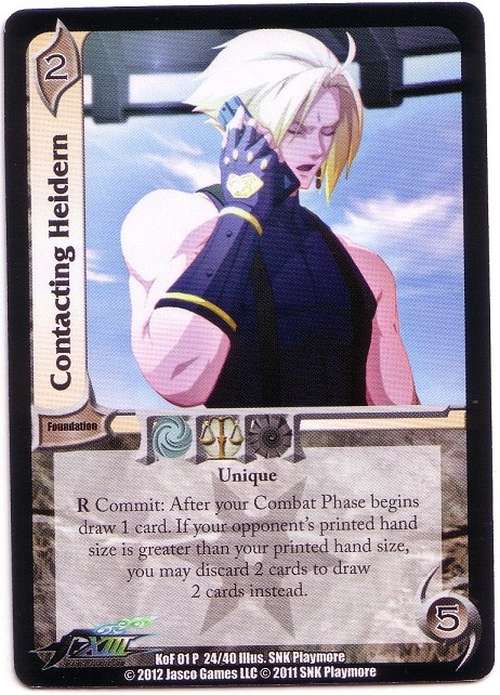 2
Contacting Heidern
Foundation
Unique
R Commit: After your Combat Phase begins
draw 1 card. If your opponent's printed hand
size is greater than your printed hand size,
you may discard 2 cards to draw
2 cards instead.
5
XIII
KoF 01 P 24/40 Illus. SNK Playmore
© 2012 Jasco Games LLC © 2011 SNK Playmore